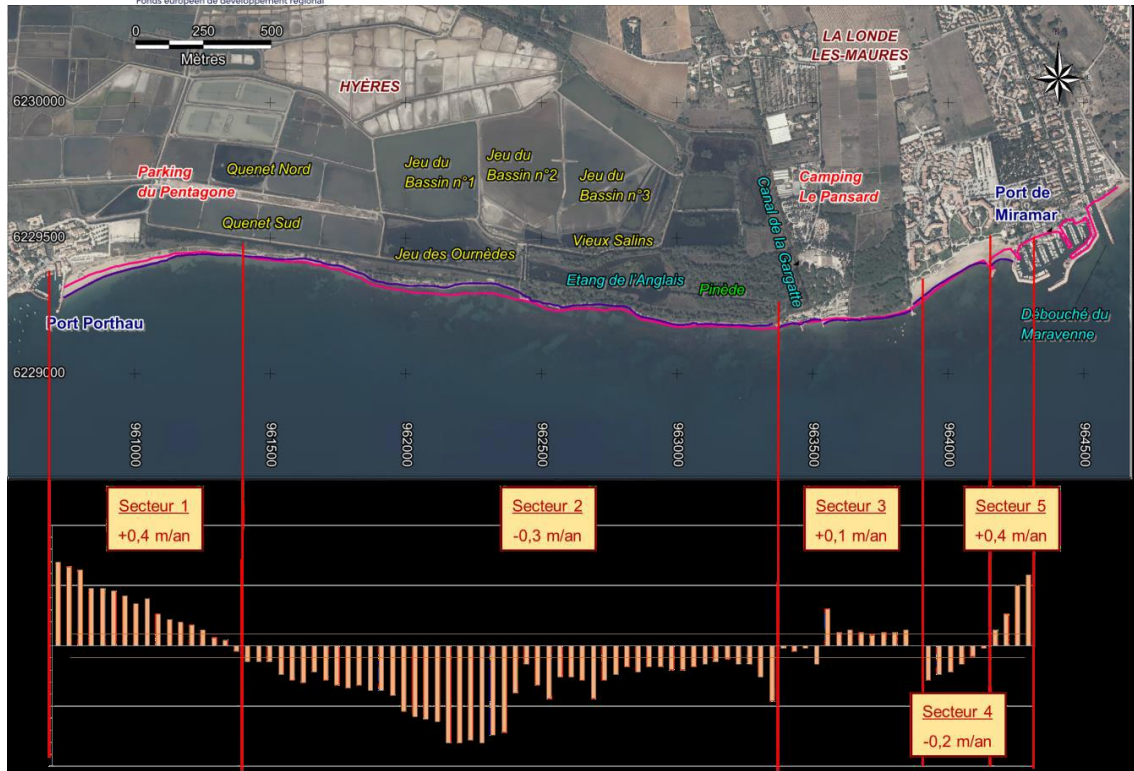 Fonds européen de développement régional
0 250 500
Mètres
LA LONDE
LES-MAURES
HYÈRES
6230000
Parking
du Pentagone
Quenet Nord
Jeu du
Bassin n°1
Jeu du
Bassin n°2
Jeu du
Bassin n°3
Camping
Le Pansard
Port de
Miramar
Quenet Sud
6229500
Jeu des Ournèdes
Vieux Salins
Canal de la Gargatte
Etang de l'Anglais
Pinède
Port Porthau
Débouché du
Maravenne
6229000
961000
961500
962000
962500
963000
963500
964000
964500
Secteur 1
+0,4 m/an
Secteur 2
-0,3 m/an
Secteur 3
+0,1 m/an
Secteur 5
+0,4 m/an
Secteur 4
-0,2 m/an